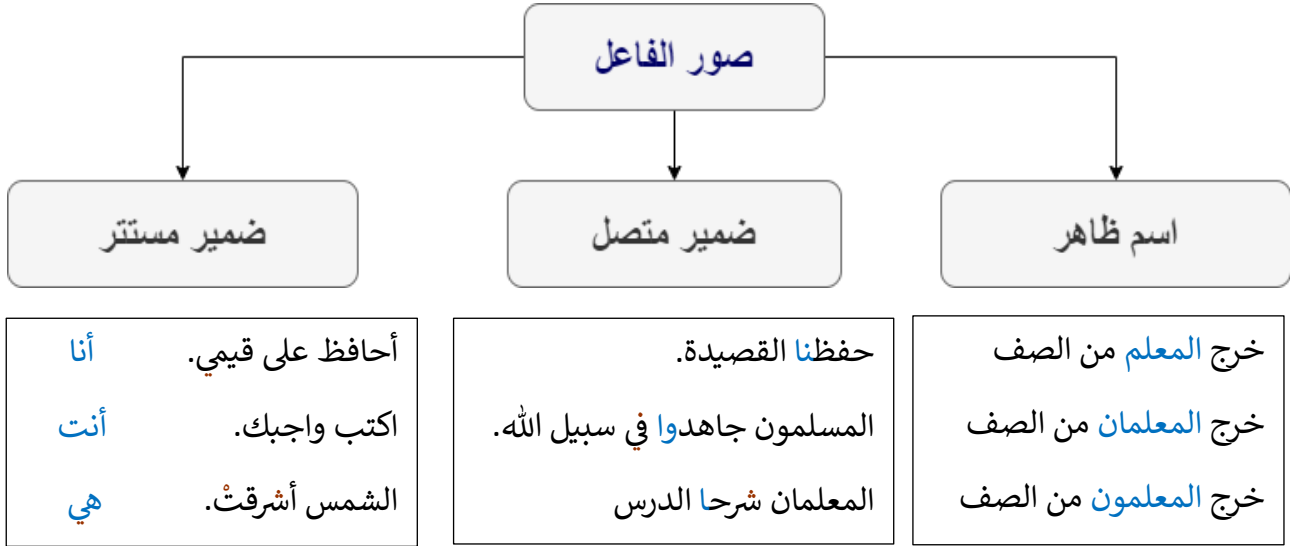 صور الفاعل
اسم ظاهر
ضمير متصل
ضمير مستتر
خرج المعلم من الصف
خرج المعلمان من الصف
خرج المعلمون من الصف
حفظنا القصيدة.
المسلمون جاهدوا في سبيل الله.
المعلمان شرحا الدرس
أحافظ على قيمي. أنا
اكتب واجبك. أنت
الشمس أشرقتْ. هي